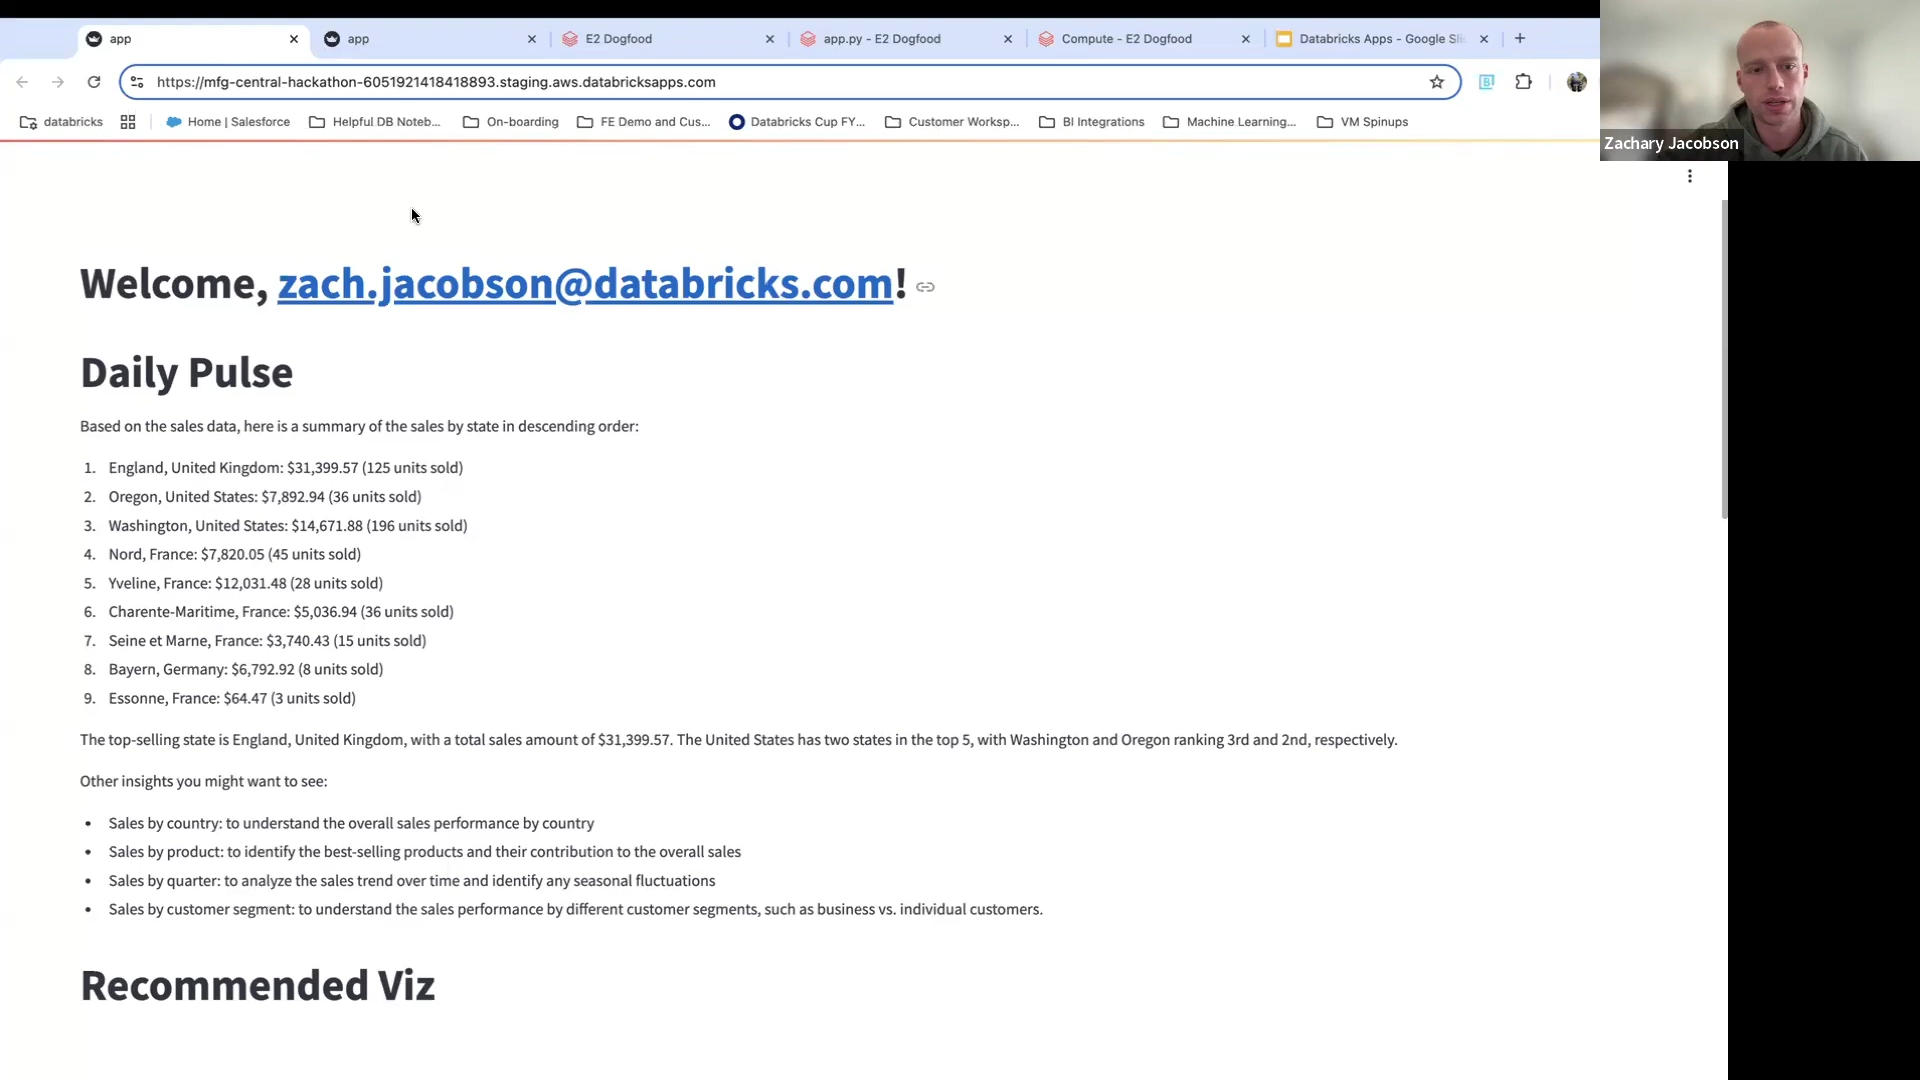 app
app
E2 Dogfood
app.py - E2 Dogfood
Compute - E2 Dogfood
Databricks Apps - Google Sli
https://mfg-central-hackathon-6051921418418893.staging.aws.databricksapps.com
databricks
Home | Salesforce
Helpful DB Noteb...
On-boarding
FE Demo and Cus...
Databricks Cup FY...
Customer Worksp...
BI Integrations
Machine Learning...
VM Spinups
Zachary Jacobson
Welcome, zach.jacobson@databricks.com!
Daily Pulse
Based on the sales data, here is a summary of the sales by state in descending order:
1. England, United Kingdom: $31,399.57 (125 units sold)
2. Oregon, United States: $7,892.94 (36 units sold)
3. Washington, United States: $14,671.88 (196 units sold)
4. Nord, France: $7,820.05 (45 units sold)
5. Yveline, France: $12,031.48 (28 units sold)
6. Charente-Maritime, France: $5,036.94 (36 units sold)
7. Seine et Marne, France: $3,740.43 (15 units sold)
8. Bayern, Germany: $6,792.92 (8 units sold)
9. Essonne, France: $64.47 (3 units sold)
The top-selling state is England, United Kingdom, with a total sales amount of $31,399.57. The United States has two states in the top 5, with Washington and Oregon ranking 3rd and 2nd, respectively.
Other insights you might want to see:
• Sales by country: to understand the overall sales performance by country
• Sales by product: to identify the best-selling products and their contribution to the overall sales
• Sales by quarter: to analyze the sales trend over time and identify any seasonal fluctuations
• Sales by customer segment: to understand the sales performance by different customer segments, such as business vs. individual customers.
Recommended Viz